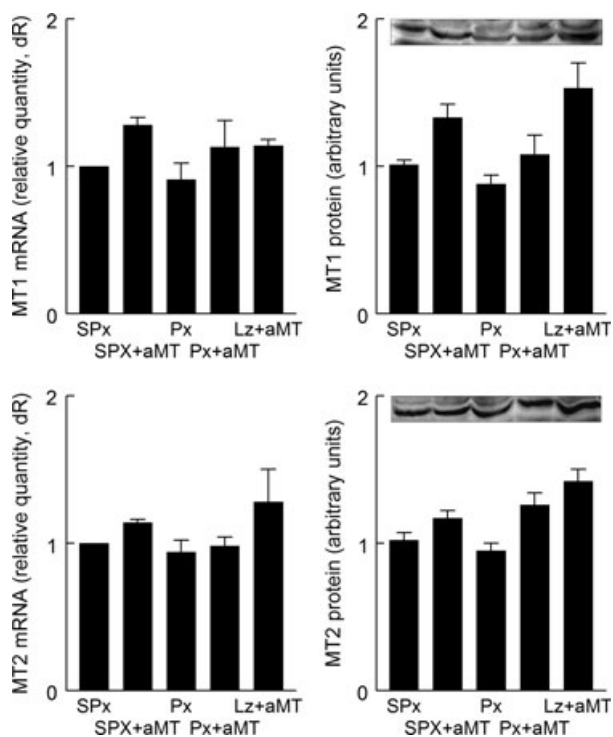 MT1 mRNA (relative quantity, dR)
2
1
0
SPx Px Lz+aMT
SPX+aMT Px+aMT
MT1 protein (arbitrary units)
2
1
0
SPx Px Lz+aMT
SPX+aMT Px+aMT
MT2 mRNA (relative quantity, dR)
2
1
0
SPx Px Lz+aMT
SPX+aMT Px+aMT
MT2 protein (arbitrary units)
2
1
0
SPx Px Lz+aMT
SPX+aMT Px+aMT